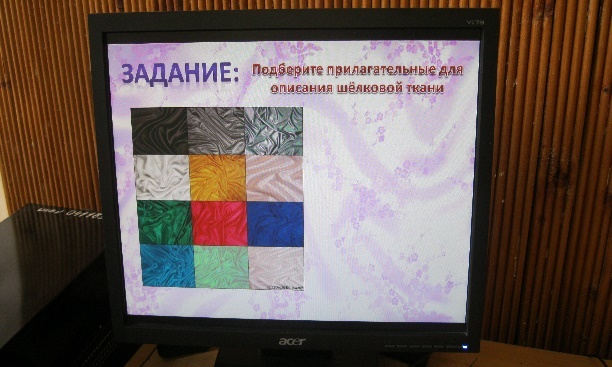 ЗАДАНИЕ:
Подберите прилагательные для
описания шёлковой ткани
acer